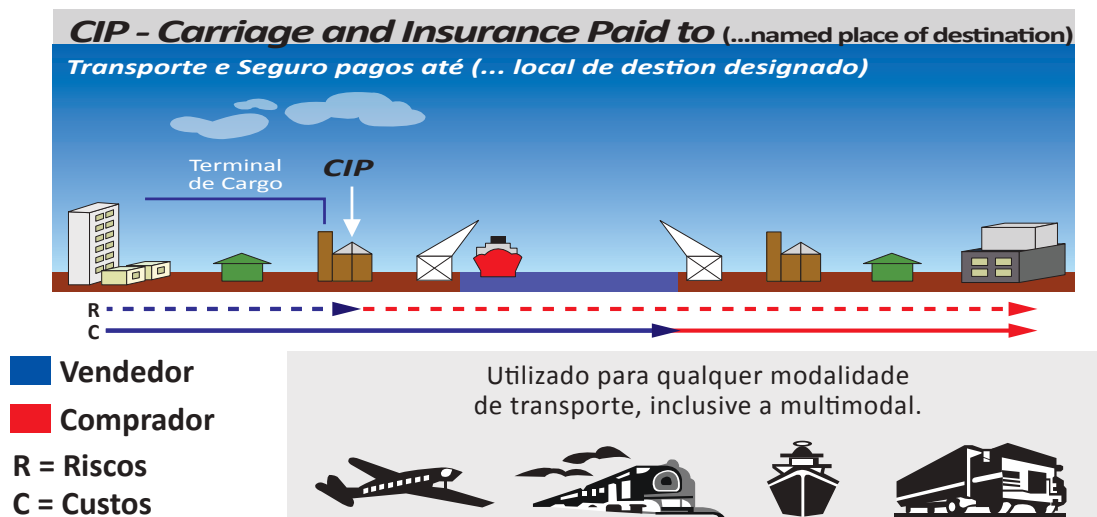 CIP - Carriage and Insurance Paid to (...named place of destination)
Transporte e Seguro pagos até (... local de destion designado)
Terminal
de Cargo
CIP
R
C
Vendedor
Comprador
R = Riscos
C = Custos
Utilizado para qualquer modalidade
de transporte, inclusive a multimodal.